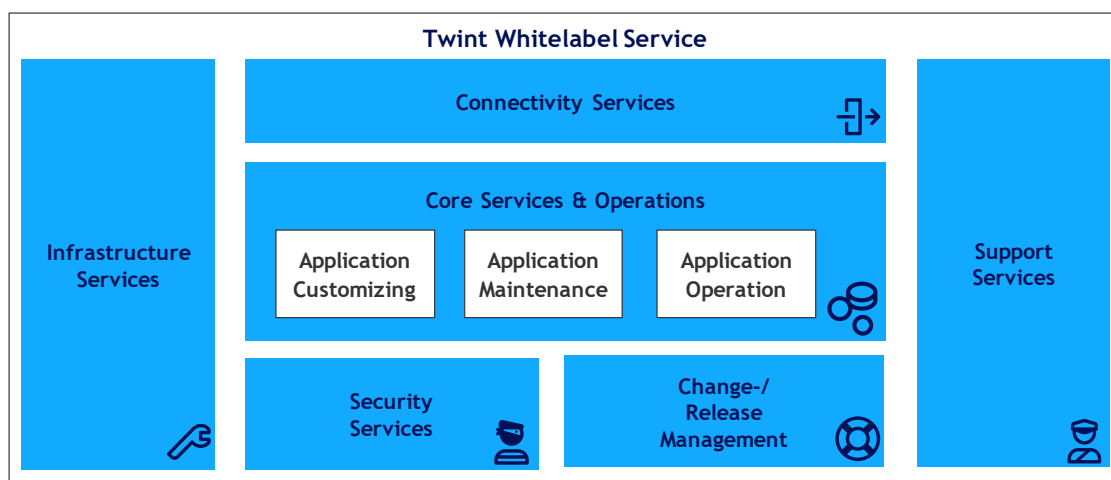 Twint Whitelabel Service
Infrastructure
Services
Connectivity Services
Core Services & Operations
Application
Customizing
Application
Maintenance
Application
Operation
Security
Services
Change-/
Release
Management
Support
Services